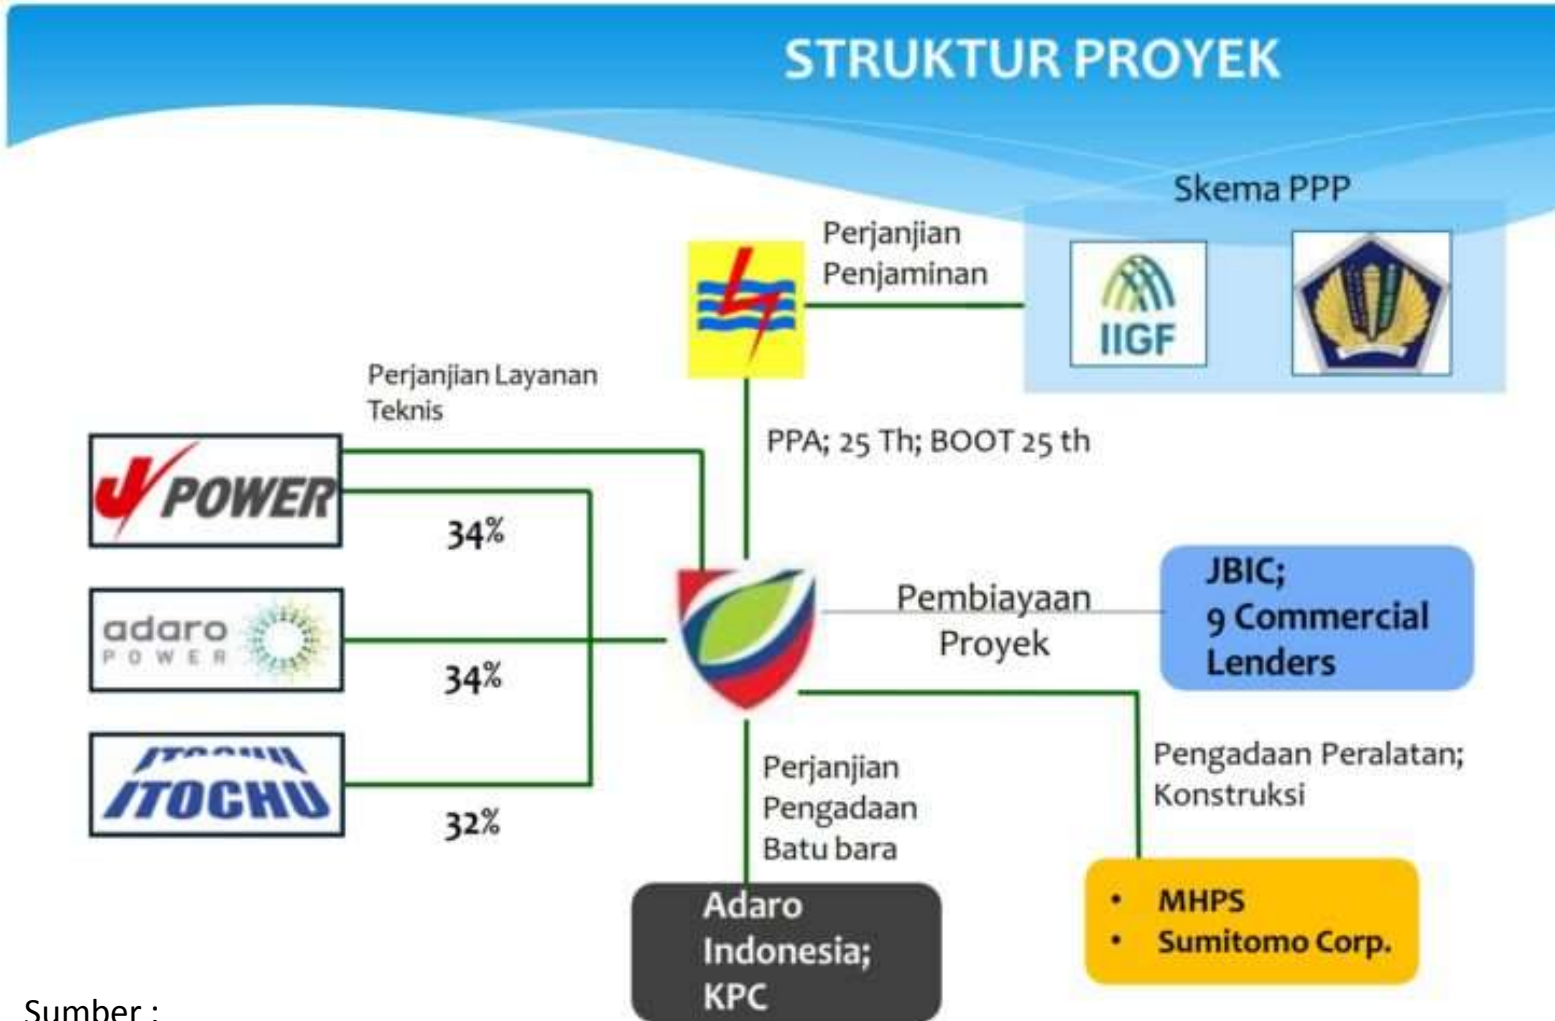 STRUKTUR PROYEK
Skema PPP
Perjanjian
Penjaminan
IIGF
Perjanjian Layanan
Teknis
PPA; 25 Th; BOOT 25 th
POWER
34%
adaro
POWER
34%
ITOCHU
ITOCHU
32%
Pembiayaan
Proyek
JBIC;
9 Commercial
Lenders
Perjanjian
Pengadaan
Batu bara
Pengadaan Peralatan;
Konstruksi
Adaro
Indonesia;
KPC
• MHPS
• Sumitomo Corp.
Sumber :